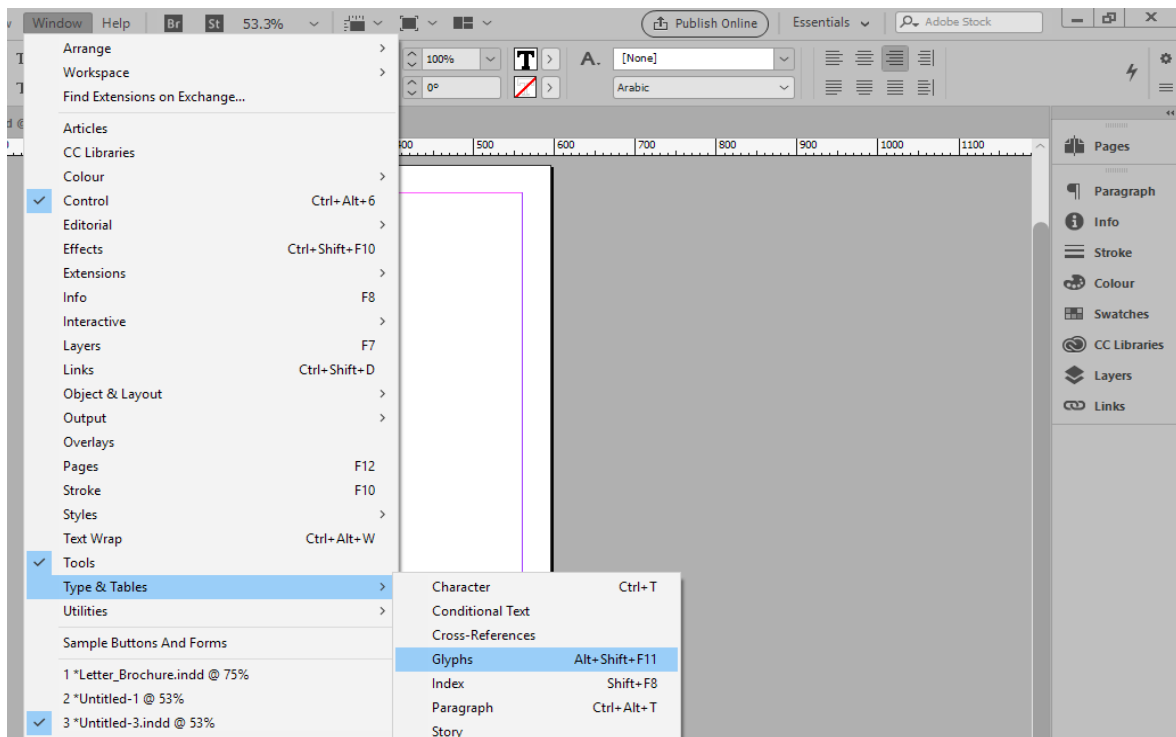 Window Help Br St 53.3% Publish Online Essentials Adobe Stock
100% T A. [None]
0° Arabic
400 500 600 700 800 900 1000 1100
Arrange
Workspace
Find Extensions on Exchange...
Articles
CC Libraries
Colour
Control Ctrl+Alt+6
Editorial
Effects Ctrl+Shift+F10
Extensions
Info F8
Interactive
Layers F7
Links Ctrl+Shift+D
Object & Layout
Output
Overlays
Pages F12
Stroke F10
Styles
Text Wrap Ctrl+Alt+W
Tools
Type & Tables
Utilities
Sample Buttons And Forms
1 *Letter_Brochure.indd @ 75%
2 *Untitled-1 @ 53%
3 *Untitled-3.indd @ 53%
Character Ctrl+T
Conditional Text
Cross-References
Glyphs Alt+Shift+F11
Index Shift+F8
Paragraph Ctrl+Alt+T
Story
Pages
Paragraph
Info
Stroke
Colour
Swatches
CC Libraries
Layers
Links